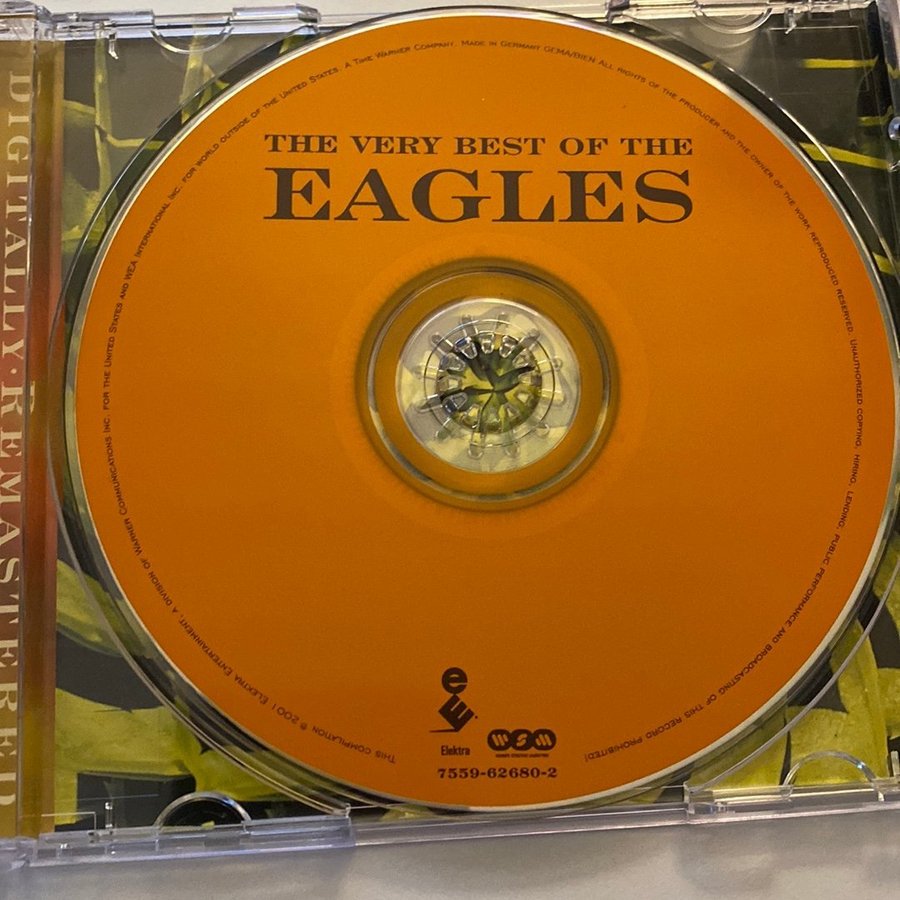 DIGITALLY · REMASTERED
THE VERY BEST OF THE
EAGLES
THIS COMPILATION ℗ 2001 ELEKTRA ENTERTAINMENT, A DIVISION OF WARNER COMMUNICATIONS INC. FOR THE UNITED STATES AND WEA INTERNATIONAL INC. FOR WORLD OUTSIDE OF THE UNITED STATES. A TIME WARNER COMPANY. MADE IN GERMANY GEMA/BIEN ALL RIGHTS OF THE PRODUCER AND THE OWNER OF THE WORK REPRODUCED RESERVED. UNAUTHORIZED COPYING, HIRING, LENDING, PUBLIC PERFORMANCE AND BROADCASTING OF THIS RECORD PROHIBITED!
e
Elektra
wsm
7559-62680-2